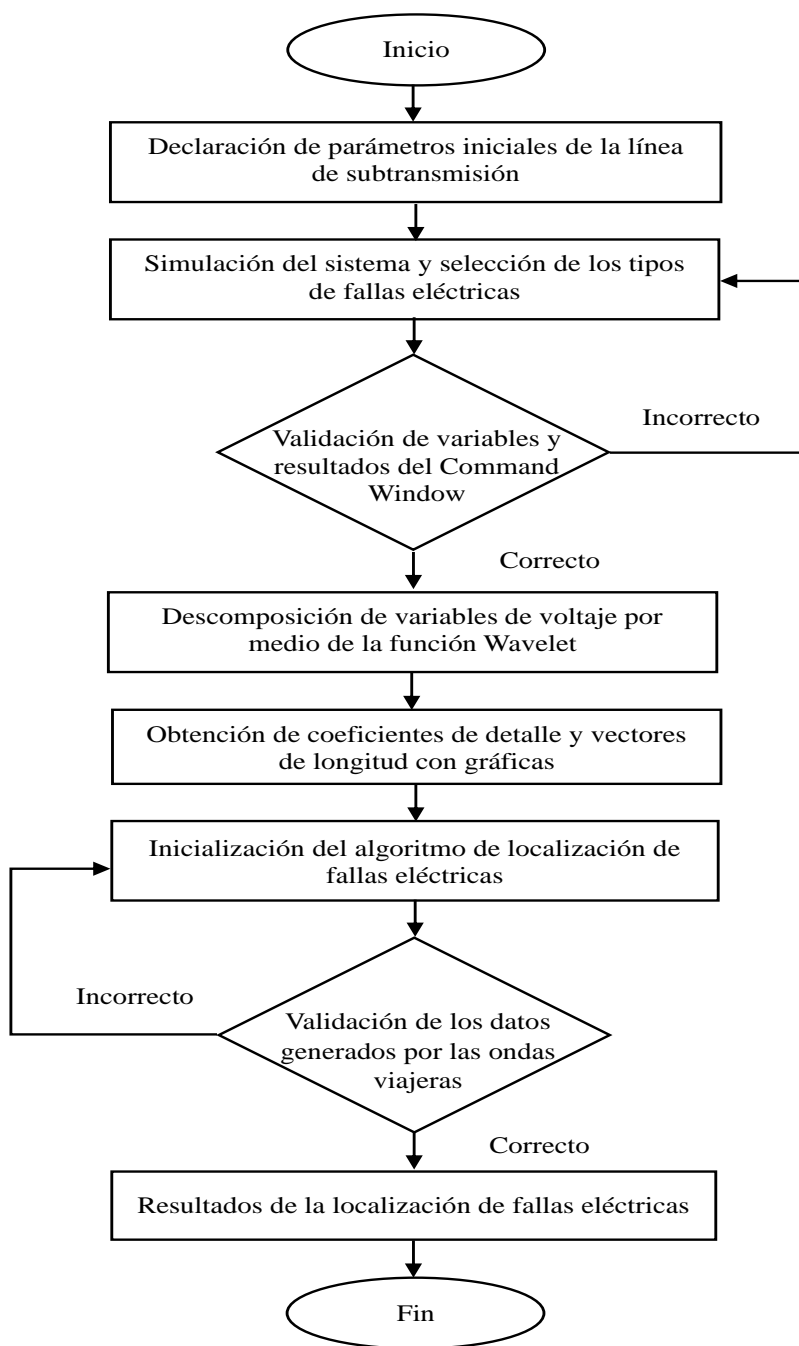 Inicio
Declaración de parámetros iniciales de la línea
de subtransmisión
Simulación del sistema y selección de los tipos
de fallas eléctricas
Incorrecto
Validación de variables y
resultados del Command
Window
Correcto
Descomposición de variables de voltaje por
medio de la función Wavelet
Obtención de coeficientes de detalle y vectores
de longitud con gráficas
Inicialización del algoritmo de localización de
fallas eléctricas
Incorrecto
Validación de los datos
generados por las ondas
viajeras
Correcto
Resultados de la localización de fallas eléctricas
Fin